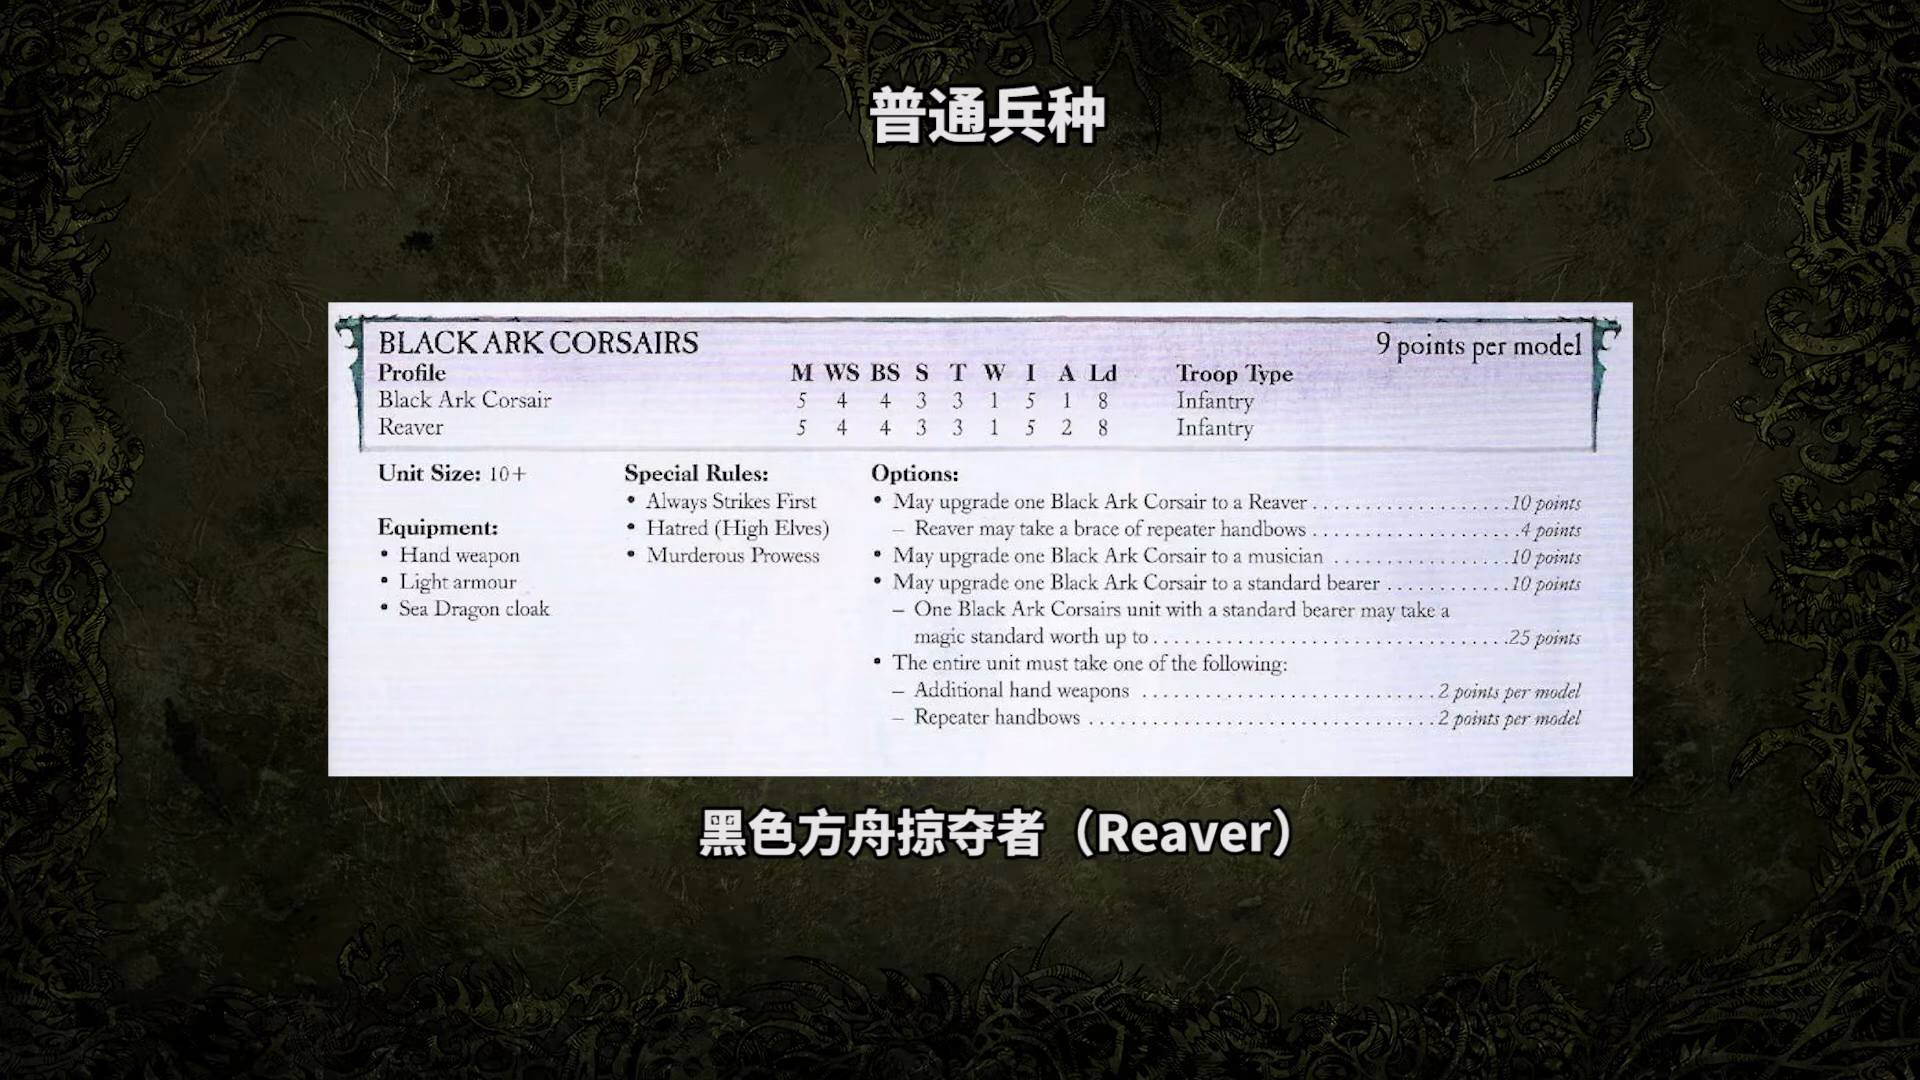 普通兵种
BLACK ARK CORSAIRS 9 points per model
Profile M WS BS S T W I A Ld Troop Type
Black Ark Corsair 5 4 4 3 3 1 5 1 8 Infantry
Reaver 5 4 4 3 3 1 5 2 8 Infantry
Unit Size: 10+
Equipment:
• Hand weapon
• Light armour
• Sea Dragon cloak
Special Rules:
• Always Strikes First
• Hatred (High Elves)
• Murderous Prowess
Options:
• May upgrade one Black Ark Corsair to a Reaver . . . . . . . . . . . . . . . . . . . 10 points
– Reaver may take a brace of repeater handbows . . . . . . . . . . . . . . . . . . . . 4 points
• May upgrade one Black Ark Corsair to a musician . . . . . . . . . . . . . . . . . 10 points
• May upgrade one Black Ark Corsair to a standard bearer . . . . . . . . . . . . 10 points
– One Black Ark Corsairs unit with a standard bearer may take a
magic standard worth up to . . . . . . . . . . . . . . . . . . . . . . . . . . . . . . . . . . 25 points
• The entire unit must take one of the following:
– Additional hand weapons . . . . . . . . . . . . . . . . . . . . . . . . . . . . 2 points per model
– Repeater handbows . . . . . . . . . . . . . . . . . . . . . . . . . . . . . . . . . 2 points per model
黑色方舟掠夺者（Reaver）